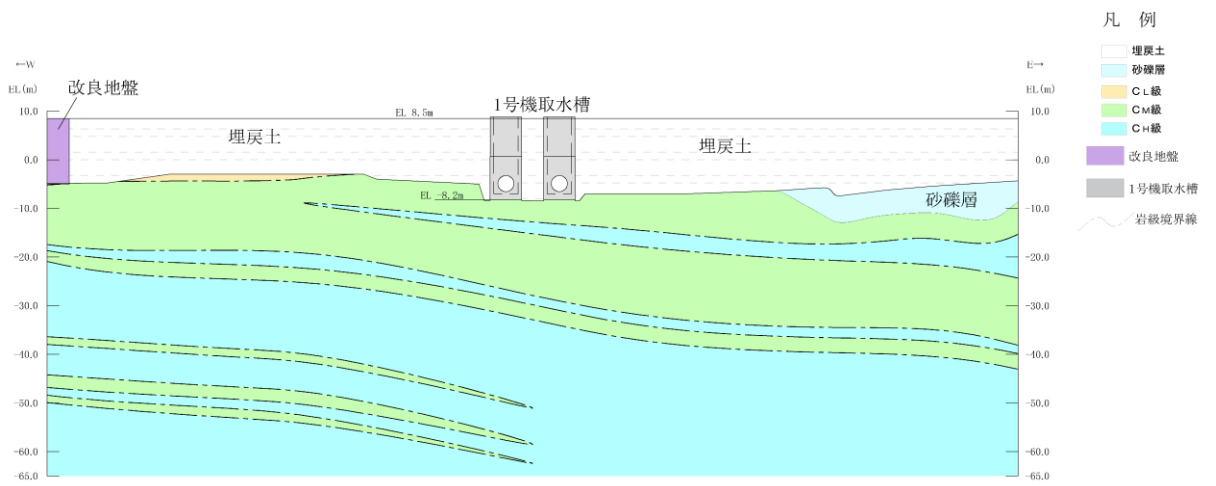 凡 例
埋戻土
砂礫層
CL級
CM級
CH級
改良地盤
1号機取水槽
岩級境界線
←W
EL(m)
改良地盤
E→
EL(m)
1号機取水槽
EL 8.5m
埋戻土
埋戻土
EL -8.2m
砂礫層
10.0
0.0
-10.0
-20.0
-30.0
-40.0
-50.0
-60.0
-65.0
10.0
0.0
-10.0
-20.0
-30.0
-40.0
-50.0
-60.0
-65.0